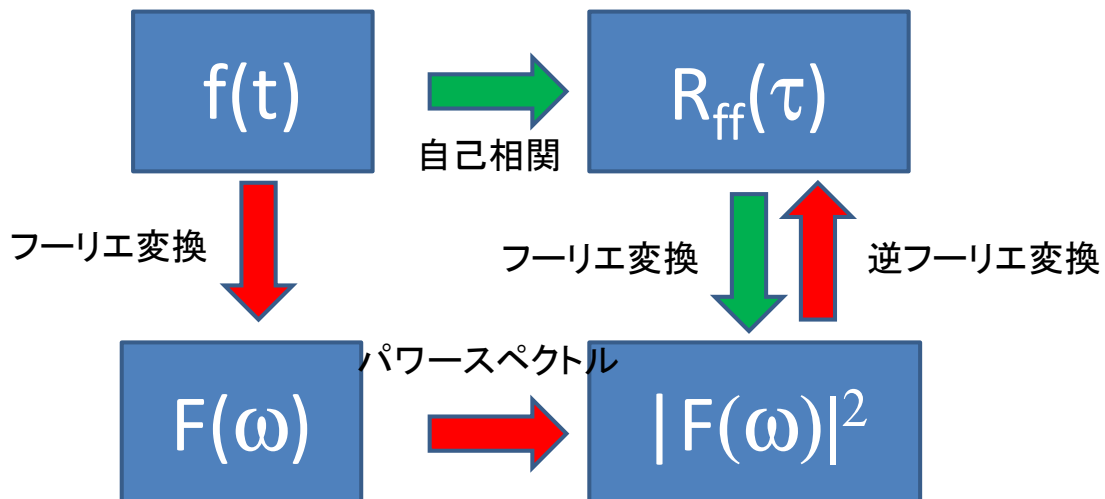 f(t)
R_ff(τ)
自己相関
フーリエ変換
フーリエ変換
逆フーリエ変換
パワースペクトル
F(ω)
|F(ω)|²